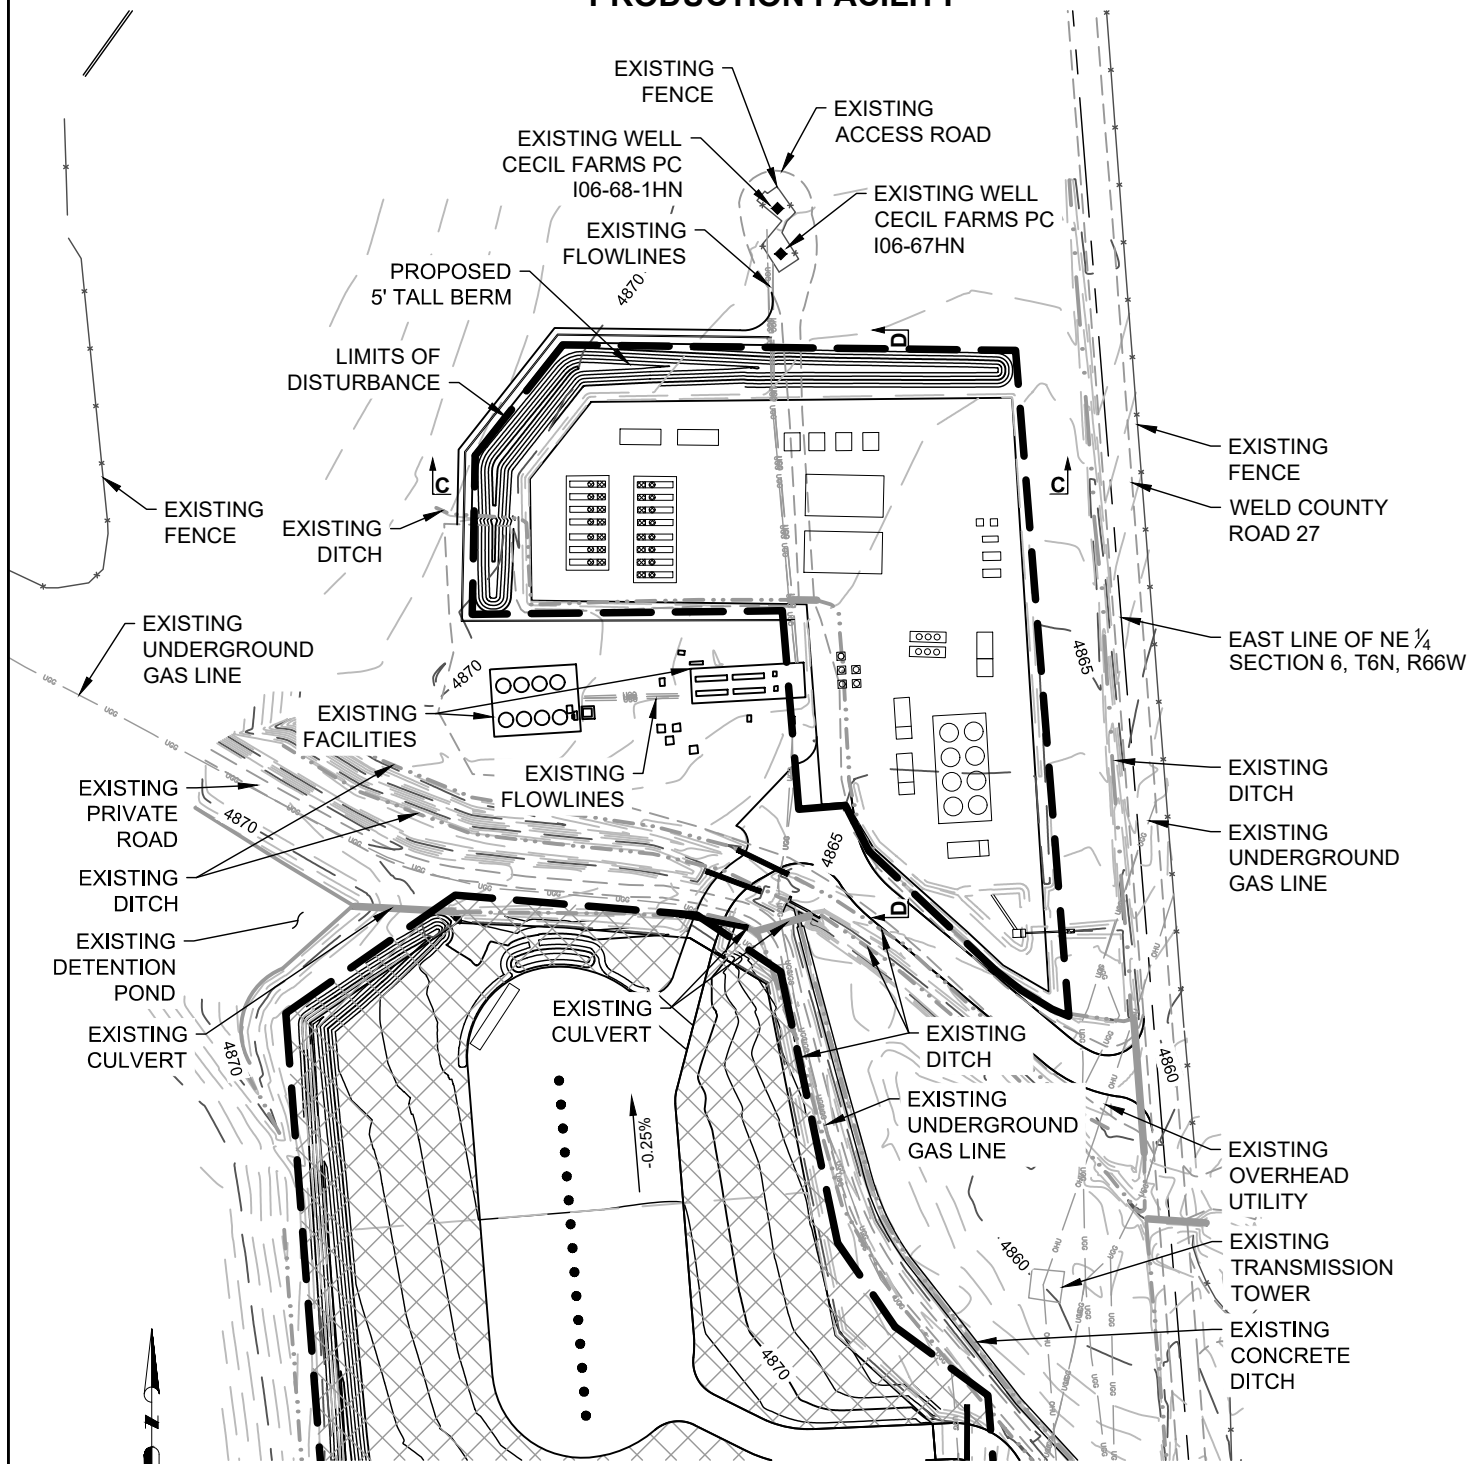 PRODUCTION FACILITY
EXISTING
FENCE
EXISTING
ACCESS ROAD
EXISTING WELL
CECIL FARMS PC
I06-68-1HN
EXISTING WELL
CECIL FARMS PC
I06-67HN
EXISTING
FLOWLINES
4870
PROPOSED
5' TALL BERM
LIMITS OF
DISTURBANCE
D
C
C
EXISTING
FENCE
EXISTING
DITCH
EXISTING
FENCE
WELD COUNTY
ROAD 27
EXISTING
UNDERGROUND
GAS LINE
EAST LINE OF NE ¼
SECTION 6, T6N, R66W
4870
4865
EXISTING
FACILITIES
EXISTING
FLOWLINES
EXISTING
PRIVATE
ROAD
4870
EXISTING
DITCH
EXISTING
DITCH
EXISTING
UNDERGROUND
GAS LINE
4865
D
EXISTING
DETENTION
POND
EXISTING
CULVERT
4870
EXISTING
CULVERT
EXISTING
DITCH
4860
EXISTING
UNDERGROUND
GAS LINE
-0.25%
EXISTING
OVERHEAD
UTILITY
4860
EXISTING
TRANSMISSION
TOWER
EXISTING
CONCRETE
DITCH
4870
UGG
UGG
UGG
UGG
OHU
N